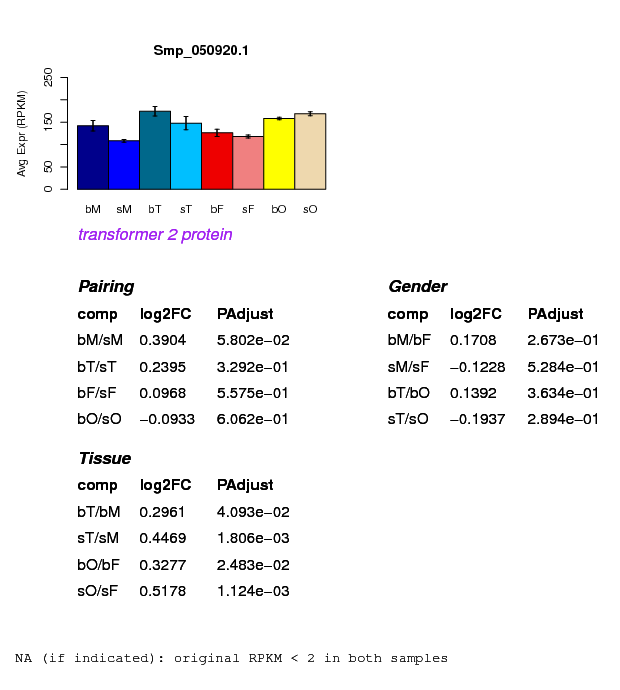 Smp_050920.1
Avg Expr (RPKM)
0 50 150 250
bM sM bT sT bF sF bO sO
transformer 2 protein
Pairing
comp log2FC PAdjust
bM/sM 0.3904 5.802e−02
bT/sT 0.2395 3.292e−01
bF/sF 0.0968 5.575e−01
bO/sO −0.0933 6.062e−01
Gender
comp log2FC PAdjust
bM/bF 0.1708 2.673e−01
sM/sF −0.1228 5.284e−01
bT/bO 0.1392 3.634e−01
sT/sO −0.1937 2.894e−01
Tissue
comp log2FC PAdjust
bT/bM 0.2961 4.093e−02
sT/sM 0.4469 1.806e−03
bO/bF 0.3277 2.483e−02
sO/sF 0.5178 1.124e−03
NA (if indicated): original RPKM < 2 in both samples